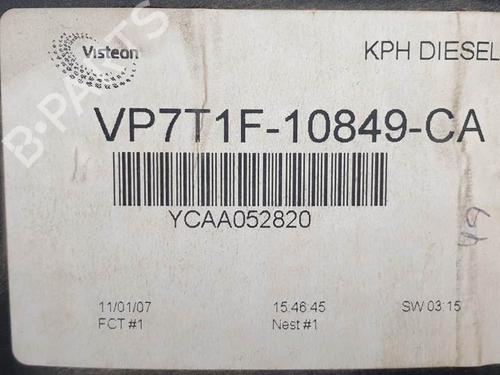 Visteon
KPH DIESEL
VP7T1F-10849-CA
YCAA052820
49
11/01/07 15:46:45 SW 03:15
FCT #1 Nest #1
B-PARTS